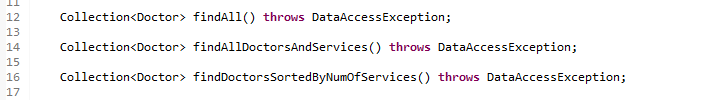 11
12 Collection<Doctor> findAll() throws DataAccessException;
13
14 Collection<Doctor> findAllDoctorsAndServices() throws DataAccessException;
15
16 Collection<Doctor> findDoctorsSortedByNumOfServices() throws DataAccessException;
17